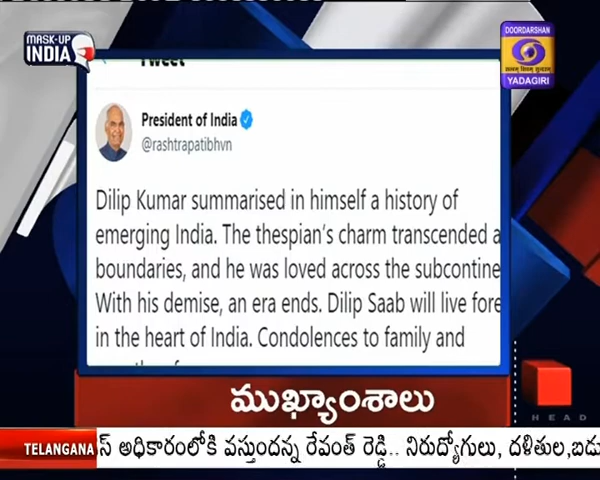 MASK-UP
INDIA
DOORDARSHAN
YADAGIRI
Tweet
President of India
@rashtrapatibhvn
Dilip Kumar summarised in himself a history of
emerging India. The thespian's charm transcended a
boundaries, and he was loved across the subcontine
With his demise, an era ends. Dilip Saab will live fore
in the heart of India. Condolences to family and
ముఖ్యాంశాలు
HEAD
TELANGANA
స్ అధికారంలోకి వస్తుందన్న రేవంత్ రెడ్డి.. నిరుద్యోగులు, దళితుల,బడు